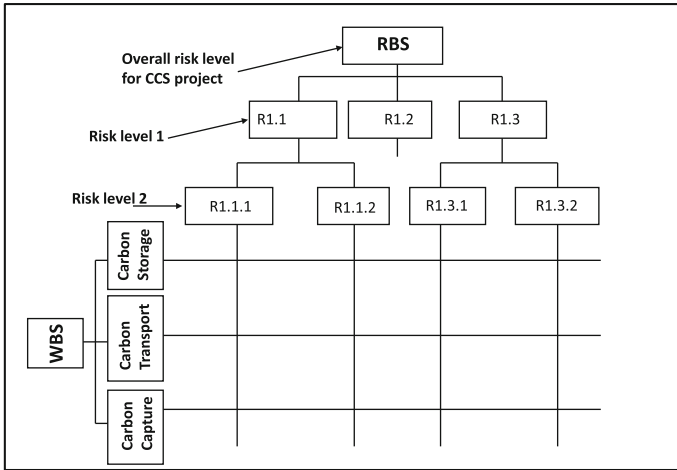 Overall risk level
for CCS project
RBS
Risk level 1
R1.1
R1.2
R1.3
Risk level 2
R1.1.1
R1.1.2
R1.3.1
R1.3.2
WBS
Carbon
Storage
Carbon
Transport
Carbon
Capture